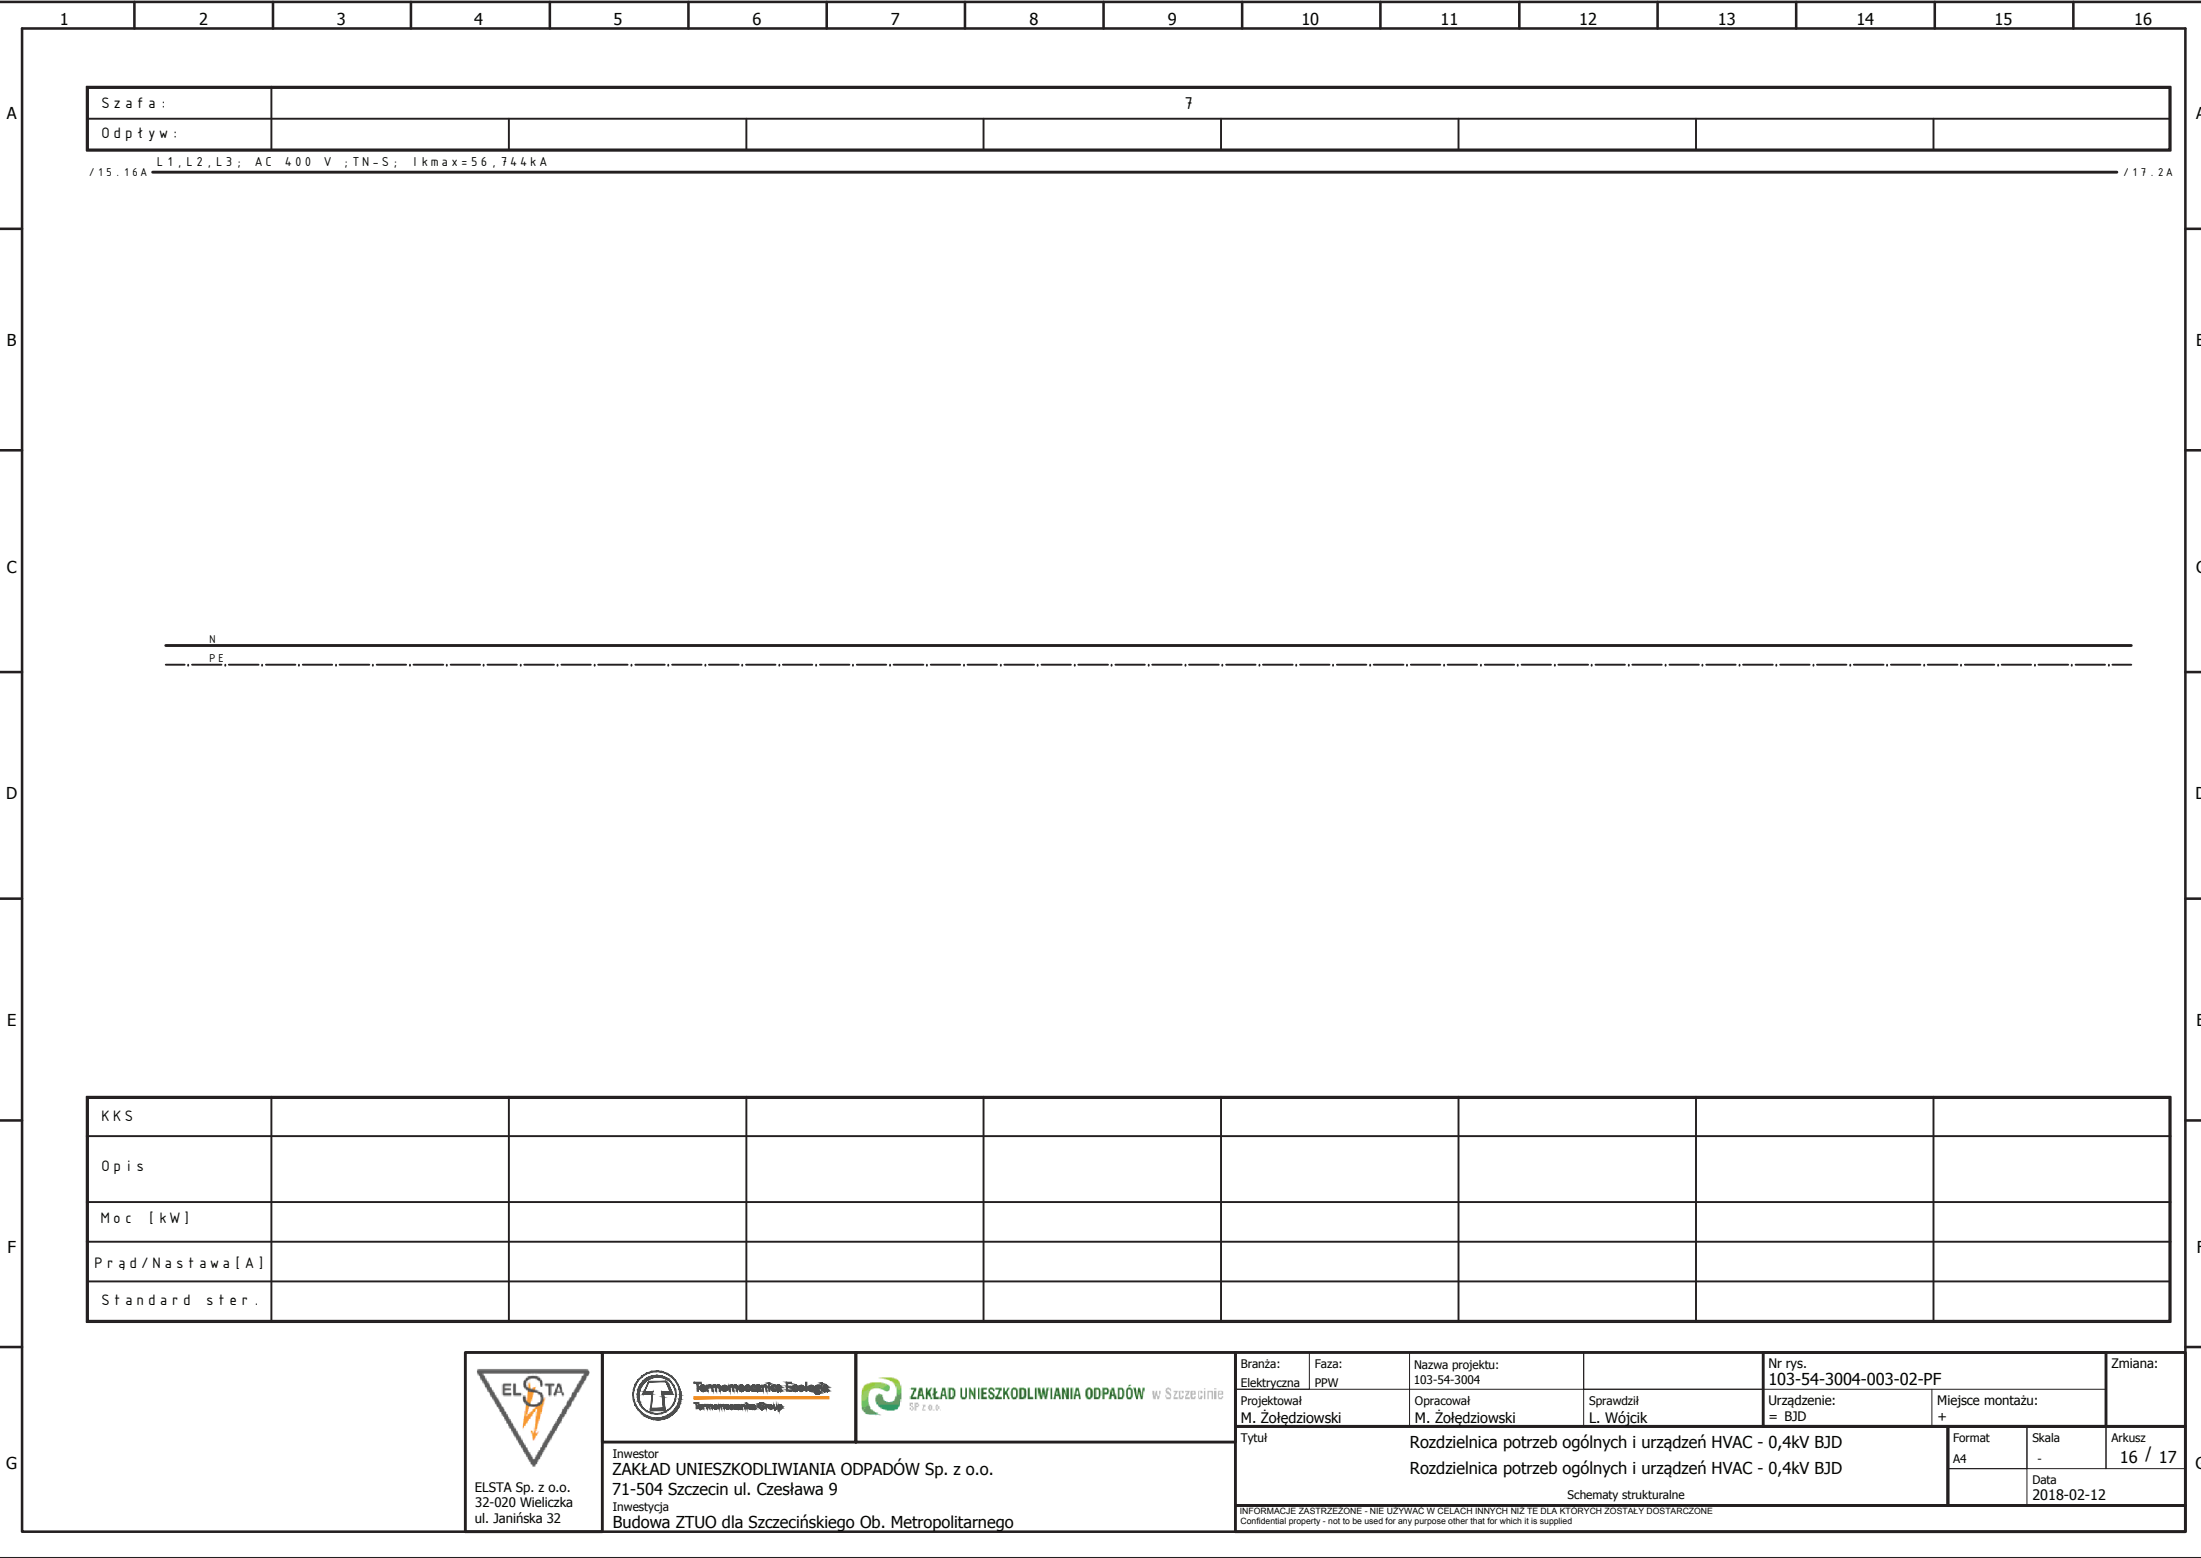 1 2 3 4 5 6 7 8 9 10 11 12 13 14 15 16
A A
Szafa: 7
Odpływ:
L1,L2,L3; AC 400 V ;TN-S; Ikmax=56,744kA
/15.16A /17.2A
B B
C C
N
PE
D D
E E
KKS
Opis
Moc [kW]
F F
Prąd/Nastawa[A]
Standard ster.
G G
ELSTA
ELSTA Sp. z o.o.
32-020 Wieliczka
ul. Janińska 32
Termomeccanica Ecologia
Termomeccanica Group
ZAKŁAD UNIESZKODLIWIANIA ODPADÓW w Szczecinie
SP z o.o.
Inwestor
ZAKŁAD UNIESZKODLIWIANIA ODPADÓW Sp. z o.o.
71-504 Szczecin ul. Czesława 9
Inwestycja
Budowa ZTUO dla Szczecińskiego Ob. Metropolitarnego
Branża: Faza: Nazwa projektu: Nr rys. Zmiana:
Elektryczna PPW 103-54-3004 103-54-3004-003-02-PF
Projektował Opracował Sprawdził Urządzenie: Miejsce montażu:
M. Żołędziowski M. Żołędziowski L. Wójcik = BJD +
Tytuł
Rozdzielnica potrzeb ogólnych i urządzeń HVAC - 0,4kV BJD
Rozdzielnica potrzeb ogólnych i urządzeń HVAC - 0,4kV BJD
Schematy strukturalne
Format Skala Arkusz
A4 - 16 / 17
Data
2018-02-12
INFORMACJE ZASTRZEŻONE - NIE UŻYWAĆ W CELACH INNYCH NIŻ TE DLA KTÓRYCH ZOSTAŁY DOSTARCZONE
Confidential property - not to be used for any purpose other that for which it is supplied